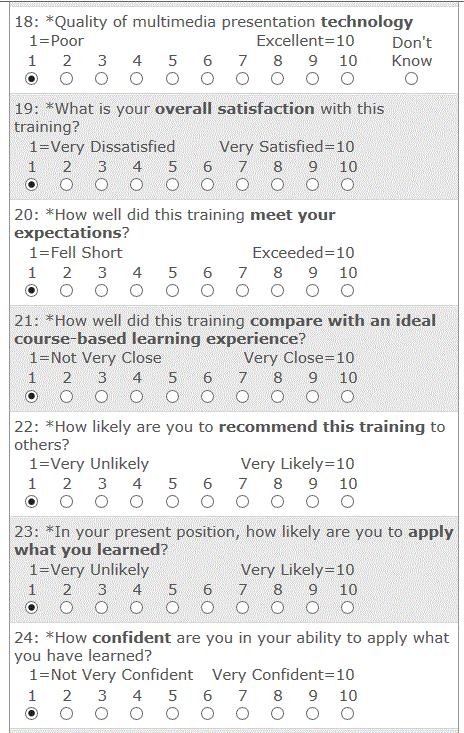 18: *Quality of multimedia presentation technology
1=Poor Excellent=10 Don't
1 2 3 4 5 6 7 8 9 10 Know
19: *What is your overall satisfaction with this
training?
1=Very Dissatisfied Very Satisfied=10
1 2 3 4 5 6 7 8 9 10
20: *How well did this training meet your
expectations?
1=Fell Short Exceeded=10
1 2 3 4 5 6 7 8 9 10
21: *How well did this training compare with an ideal
course-based learning experience?
1=Not Very Close Very Close=10
1 2 3 4 5 6 7 8 9 10
22: *How likely are you to recommend this training to
others?
1=Very Unlikely Very Likely=10
1 2 3 4 5 6 7 8 9 10
23: *In your present position, how likely are you to apply
what you learned?
1=Very Unlikely Very Likely=10
1 2 3 4 5 6 7 8 9 10
24: *How confident are you in your ability to apply what
you have learned?
1=Not Very Confident Very Confident=10
1 2 3 4 5 6 7 8 9 10